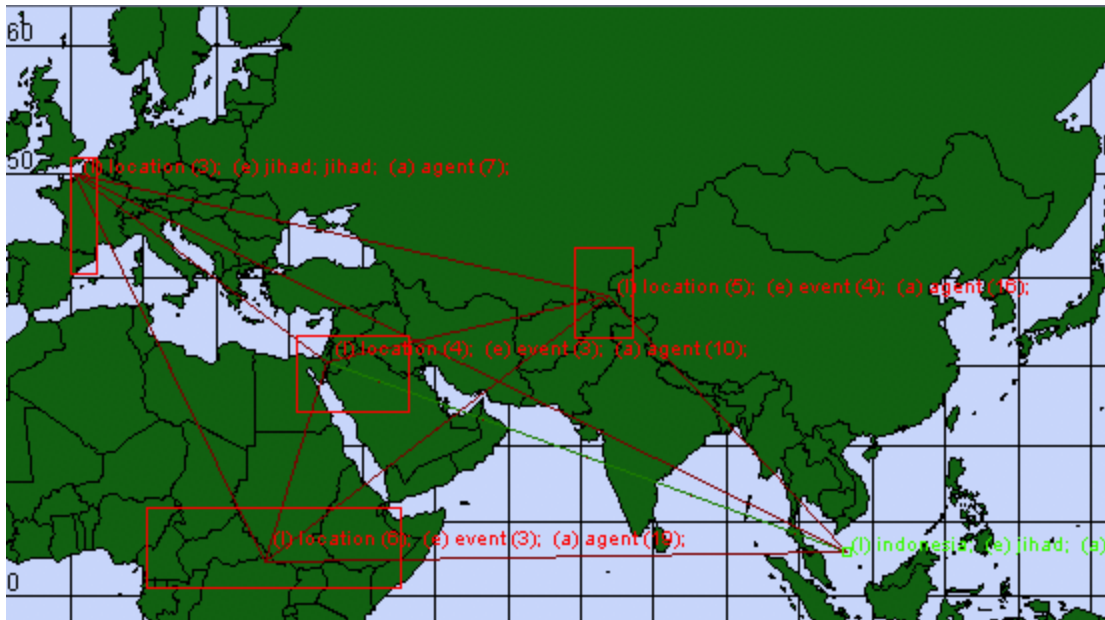 60
50
(l) location (3); (e) jihad; jihad; (a) agent (7);
(l) location (5); (e) event (4); (a) agent (16);
(l) location (4); (e) event (3); (a) agent (10);
(l) location (6); (e) event (3); (a) agent (19);
(l) indonesia; (e) jihad; (a)
0